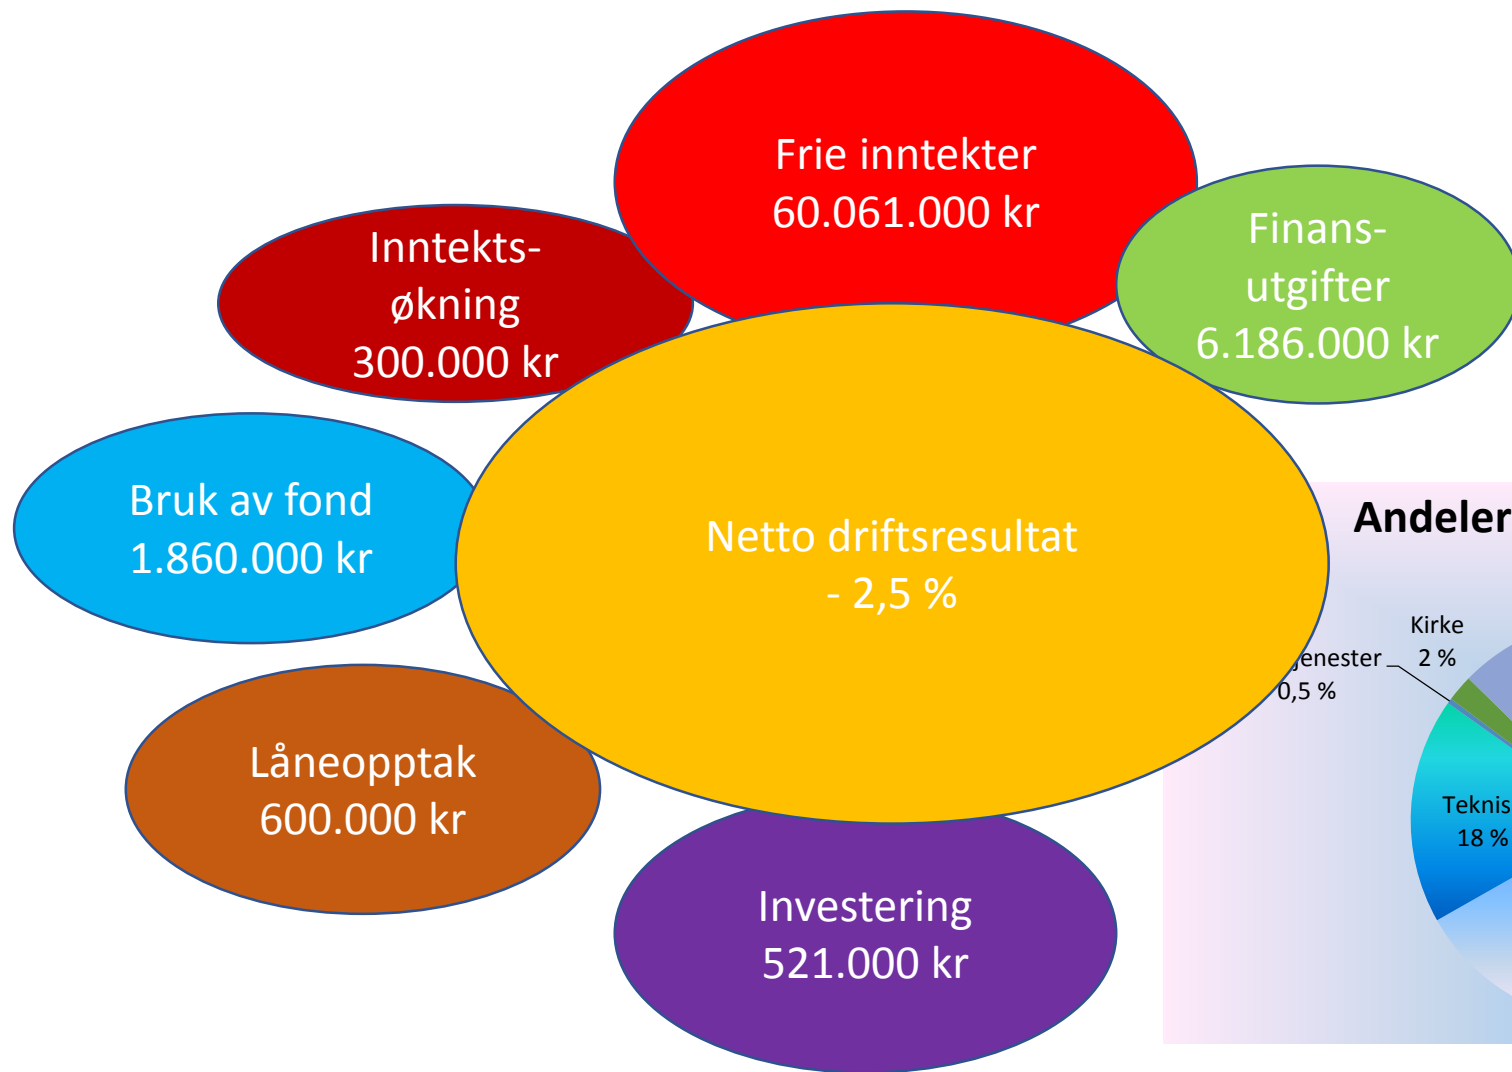 Frie inntekter
60.061.000 kr
Finans-
utgifter
6.186.000 kr
Inntekts-
økning
300.000 kr
Bruk av fond
1.860.000 kr
Netto driftsresultat
- 2,5 %
Andeler
Kirke
2 %
jenester
0,5 %
Teknis
18 %
Låneopptak
600.000 kr
Investering
521.000 kr